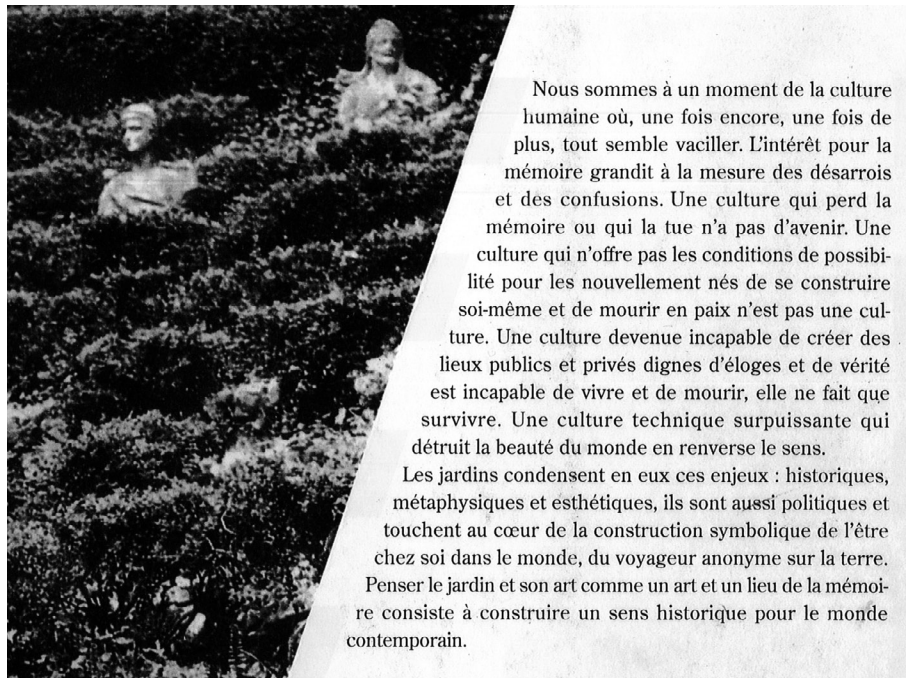 Nous sommes à un moment de la culture
humaine où, une fois encore, une fois de
plus, tout semble vaciller. L'intérêt pour la
mémoire grandit à la mesure des désarrois
et des confusions. Une culture qui perd la
mémoire ou qui la tue n'a pas d'avenir. Une
culture qui n'offre pas les conditions de possibi-
lité pour les nouvellement nés de se construire
soi-même et de mourir en paix n'est pas une cul-
ture. Une culture devenue incapable de créer des
lieux publics et privés dignes d'éloges et de vérité
est incapable de vivre et de mourir, elle ne fait que
survivre. Une culture technique surpuissante qui
détruit la beauté du monde en renverse le sens.
Les jardins condensent en eux ces enjeux : historiques,
métaphysiques et esthétiques, ils sont aussi politiques et
touchent au cœur de la construction symbolique de l'être
chez soi dans le monde, du voyageur anonyme sur la terre.
Penser le jardin et son art comme un art et un lieu de la mémoi-
re consiste à construire un sens historique pour le monde
contemporain.